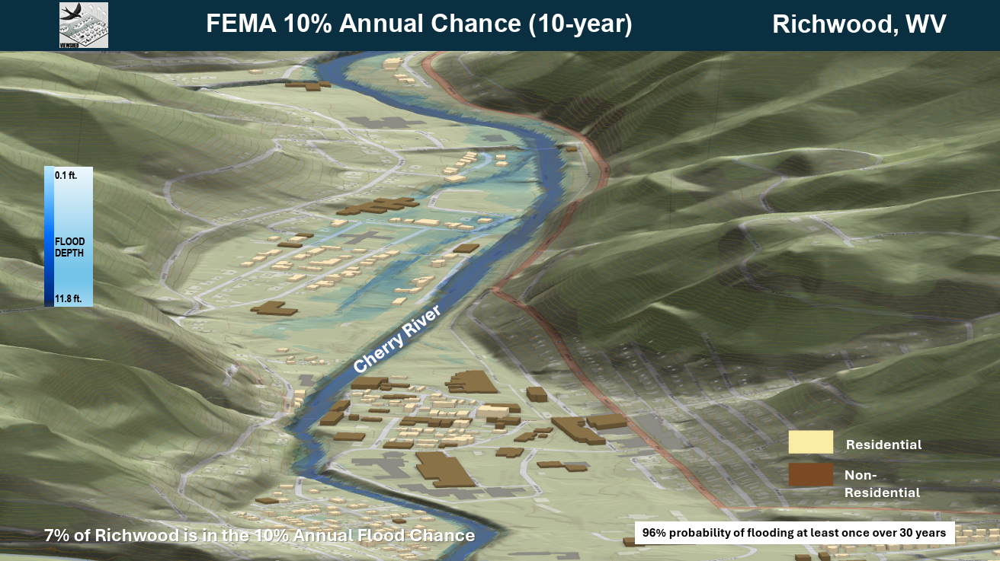 FEMA 10% Annual Chance (10-year)
Richwood, WV
VIEWSHED
0.1 ft.
FLOOD
DEPTH
11.8 ft.
Cherry River
Residential
Non-
Residential
7% of Richwood is in the 10% Annual Flood Chance
96% probability of flooding at least once over 30 years